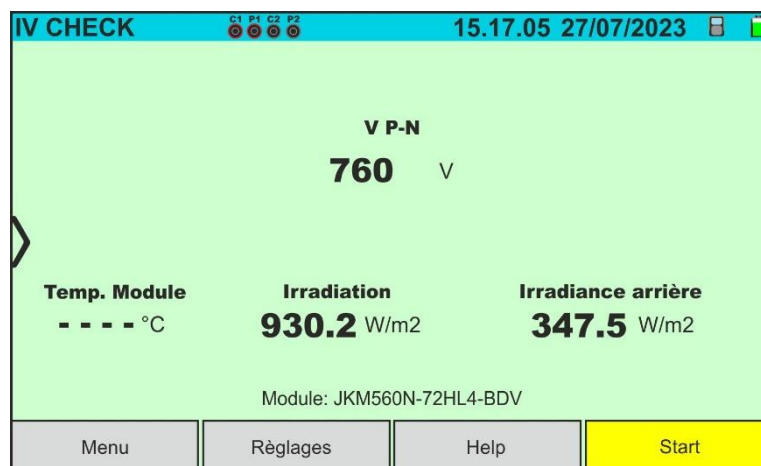 IV CHECK C1 P1 C2 P2 15.17.05 27/07/2023
V P-N
760 V
Temp. Module Irradiation Irradiance arrière
- - - - °C 930.2 W/m2 347.5 W/m2
Module: JKM560N-72HL4-BDV
Menu Règlages Help Start